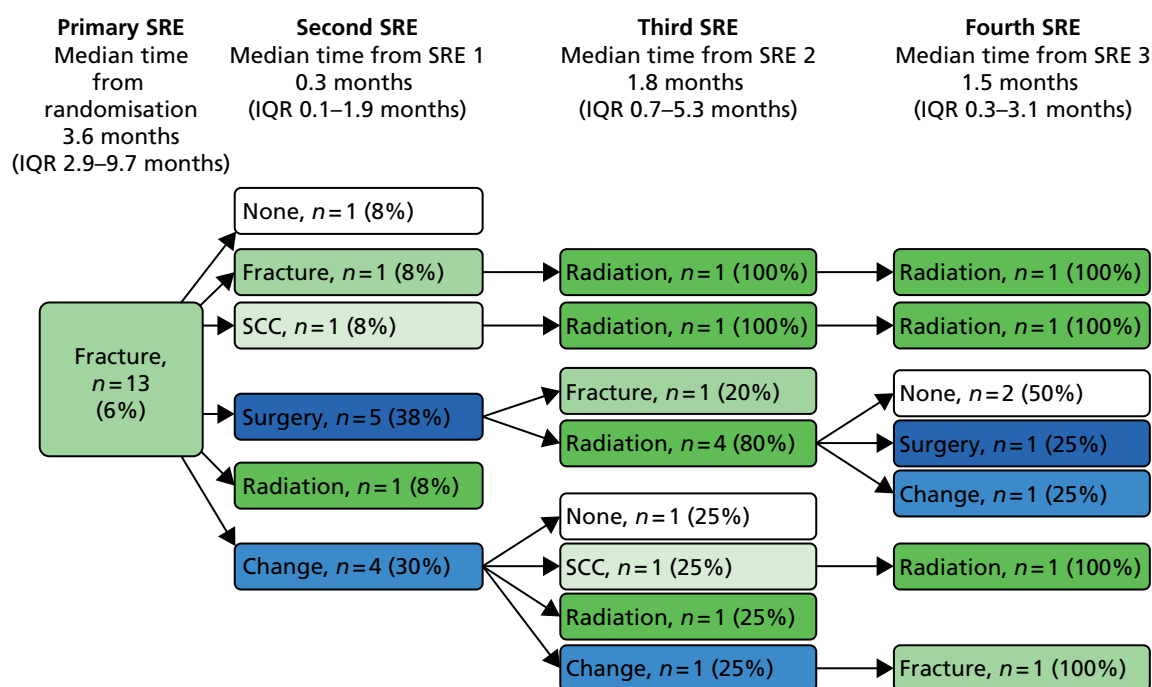 Primary SRE
Median time
from
randomisation
3.6 months
(IQR 2.9–9.7 months)
Second SRE
Median time from SRE 1
0.3 months
(IQR 0.1–1.9 months)
Third SRE
Median time from SRE 2
1.8 months
(IQR 0.7–5.3 months)
Fourth SRE
Median time from SRE 3
1.5 months
(IQR 0.3–3.1 months)
Fracture,
n=13
(6%)
None, n=1 (8%)
Fracture, n=1 (8%)
SCC, n=1 (8%)
Surgery, n=5 (38%)
Radiation, n=1 (8%)
Change, n=4 (30%)
Radiation, n=1 (100%)
Radiation, n=1 (100%)
Fracture, n=1 (20%)
Radiation, n=4 (80%)
None, n=1 (25%)
SCC, n=1 (25%)
Radiation, n=1 (25%)
Change, n=1 (25%)
Radiation, n=1 (100%)
Radiation, n=1 (100%)
None, n=2 (50%)
Surgery, n=1 (25%)
Change, n=1 (25%)
Radiation, n=1 (100%)
Fracture, n=1 (100%)